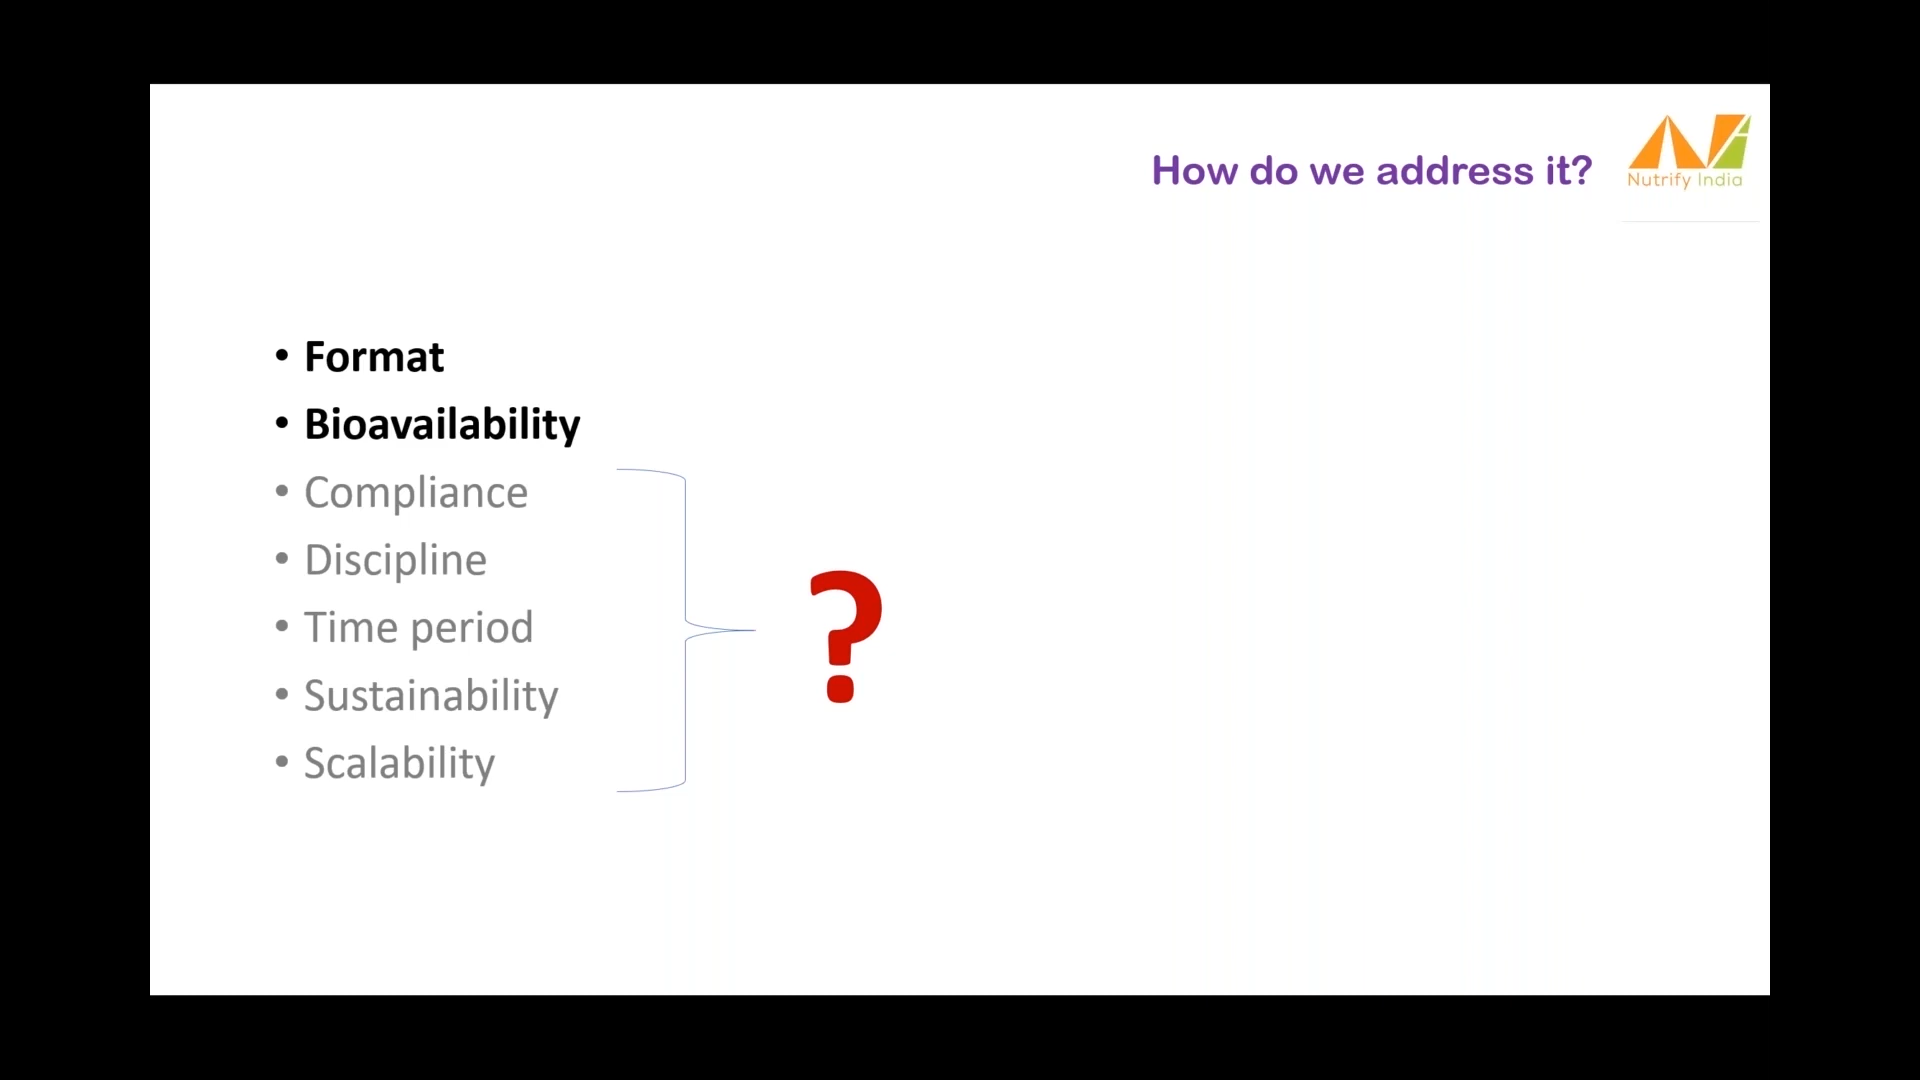 How do we address it?
Nutrify India
• Format
• Bioavailability
• Compliance
• Discipline
• Time period
• Sustainability
• Scalability
?